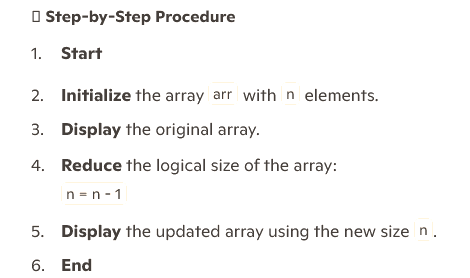 Step-by-Step Procedure
1. Start
2. Initialize the array arr with n elements.
3. Display the original array.
4. Reduce the logical size of the array:
n = n - 1
5. Display the updated array using the new size n.
6. End